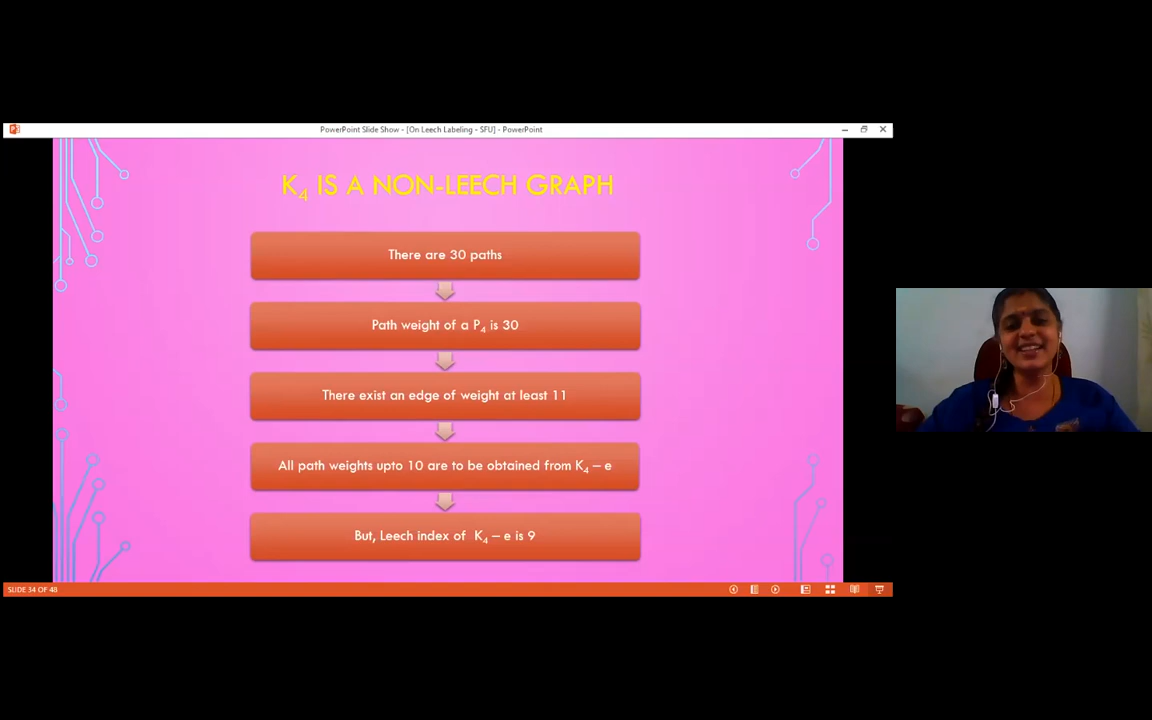 PowerPoint Slide Show - [On Leech Labeling - SFU] - PowerPoint
K4 IS A NON-LEECH GRAPH
There are 30 paths
Path weight of a P4 is 30
There exist an edge of weight at least 11
All path weights upto 10 are to be obtained from K4 – e
But, Leech index of K4 – e is 9
SLIDE 34 OF 48